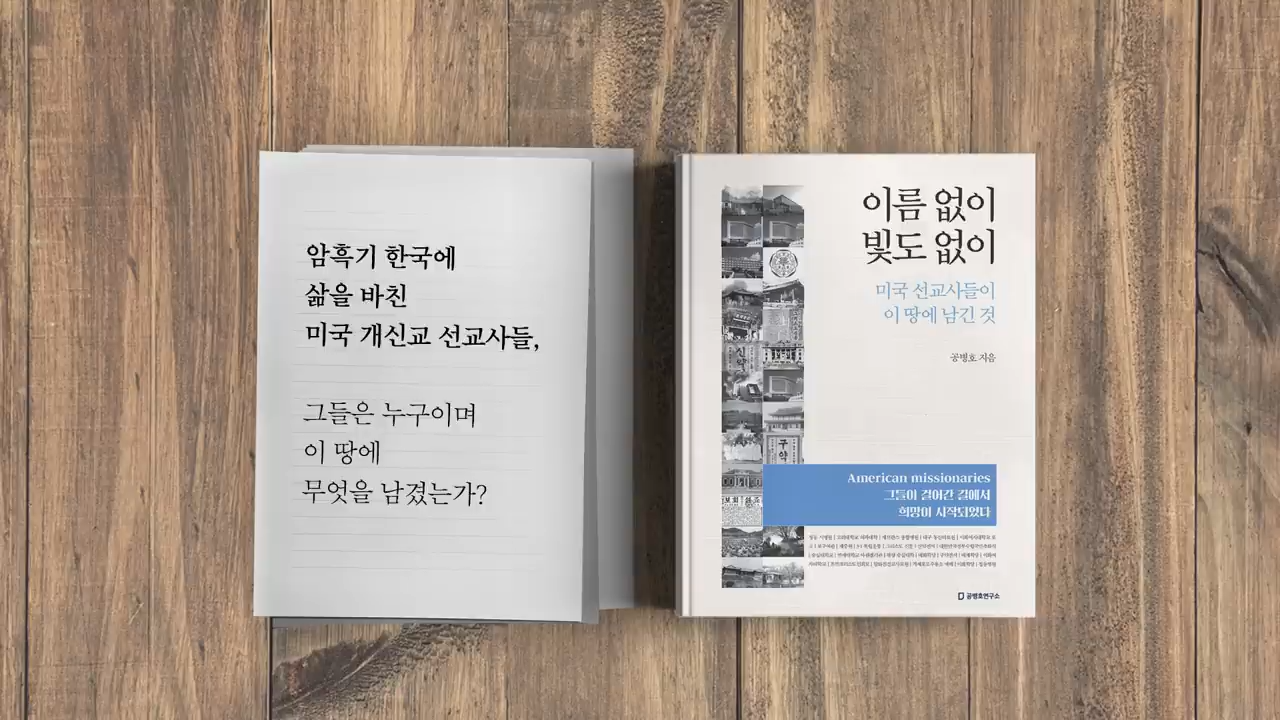 암흑기 한국에
삶을 바친
미국 개신교 선교사들,
그들은 누구이며
이 땅에
무엇을 남겼는가?
이름 없이
빛도 없이
미국 선교사들이
이 땅에 남긴 것
공병호 지음
신약
구약
American missionaries
그들이 걸어간 길에서
희망이 시작되었다
공병호연구소